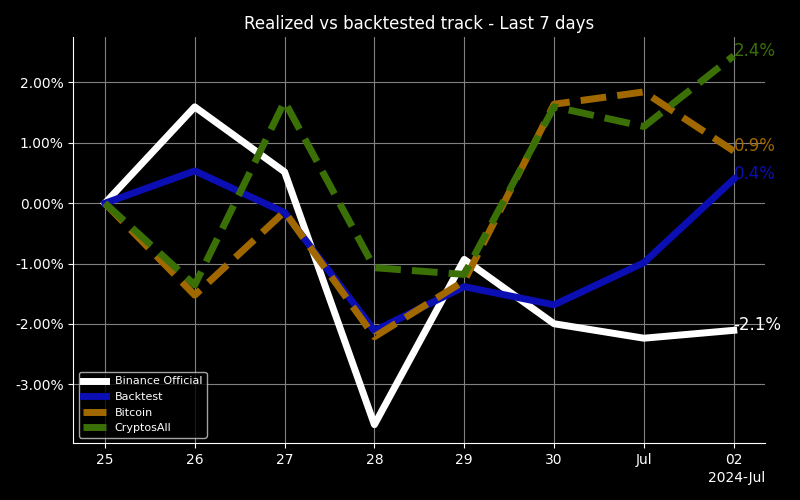 Realized vs backtested track - Last 7 days
2.00%
1.00%
0.00%
-1.00%
-2.00%
-3.00%
2.4%
0.9%
0.4%
-2.1%
Binance Official
Backtest
Bitcoin
CryptosAll
25 26 27 28 29 30 Jul 02
2024-Jul